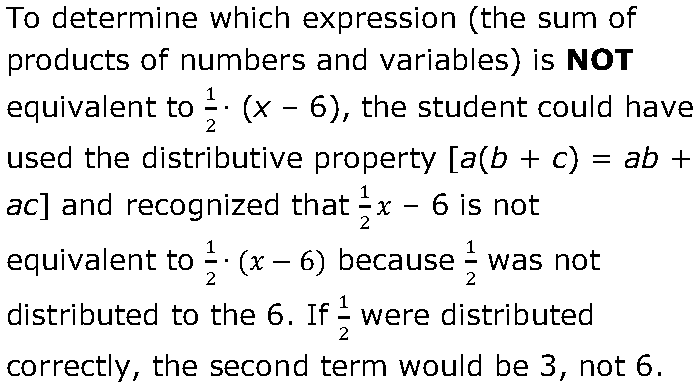 To determine which expression (the sum of
products of numbers and variables) is NOT
equivalent to 1/2 · (x – 6), the student could have
used the distributive property [a(b + c) = ab +
ac] and recognized that 1/2 x – 6 is not
equivalent to 1/2 · (x – 6) because 1/2 was not
distributed to the 6. If 1/2 were distributed
correctly, the second term would be 3, not 6.